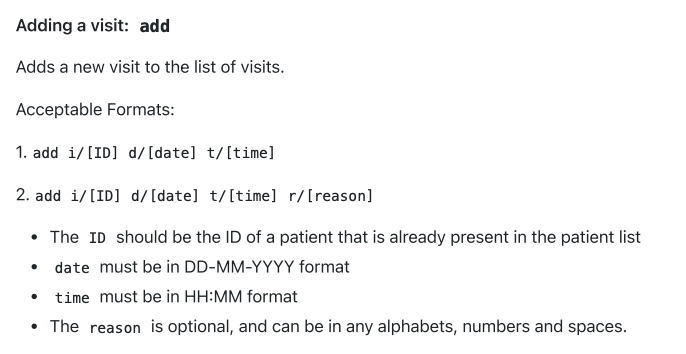 Adding a visit: add
Adds a new visit to the list of visits.
Acceptable Formats:
1. add i/[ID] d/[date] t/[time]
2. add i/[ID] d/[date] t/[time] r/[reason]
• The ID should be the ID of a patient that is already present in the patient list
• date must be in DD-MM-YYYY format
• time must be in HH:MM format
• The reason is optional, and can be in any alphabets, numbers and spaces.